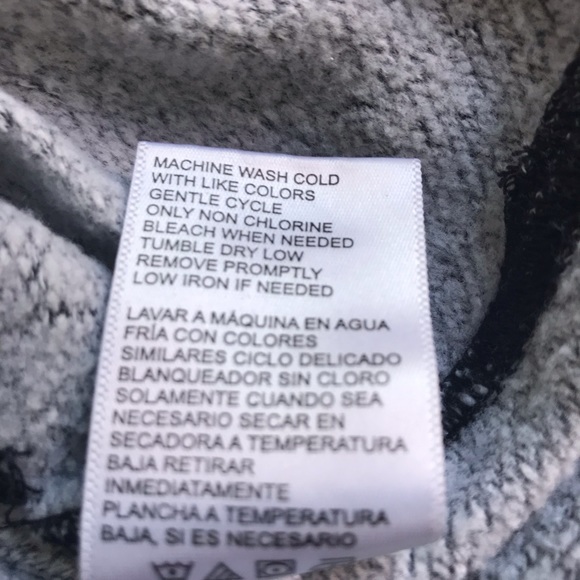 MACHINE WASH COLD
WITH LIKE COLORS
GENTLE CYCLE
ONLY NON CHLORINE
BLEACH WHEN NEEDED
TUMBLE DRY LOW
REMOVE PROMPTLY
LOW IRON IF NEEDED
LAVAR A MÁQUINA EN AGUA
FRÍA CON COLORES
SIMILARES CICLO DELICADO
BLANQUEADOR SIN CLORO
SOLAMENTE CUANDO SEA
NECESARIO SECAR EN
SECADORA A TEMPERATURA
BAJA RETIRAR
INMEDIATAMENTE
PLANCHA A TEMPERATURA
BAJA, SI ES NECESARIO